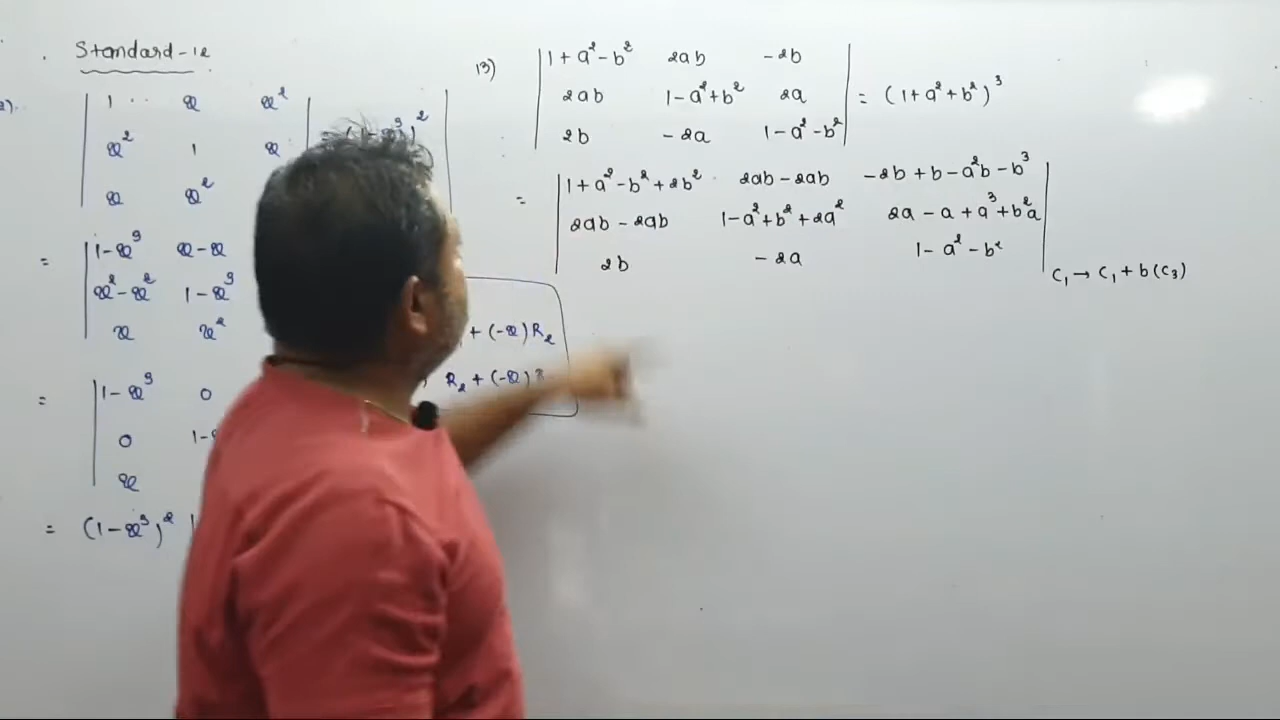 Standard-12
1 x x²
x² 1 x = (1-x³)²
x x²
= 1-x³ x-x
x²-x² 1-x³
x x²
+ (-x) R₂
R₂ + (-x)
= 1-x³ 0
0
x
= (1-x³)²
13) | 1+a²-b² 2ab -2b |
| 2ab 1-a²+b² 2a | = (1+a²+b²)³
| 2b -2a 1-a²-b² |
= | 1+a²-b²+2b² 2ab-2ab -2b+b-a²b-b³ |
| 2ab-2ab 1-a²+b²+2a² 2a-a+a³+b²a |
| 2b -2a 1-a²-b² |
C₁→C₁+b(C₃)